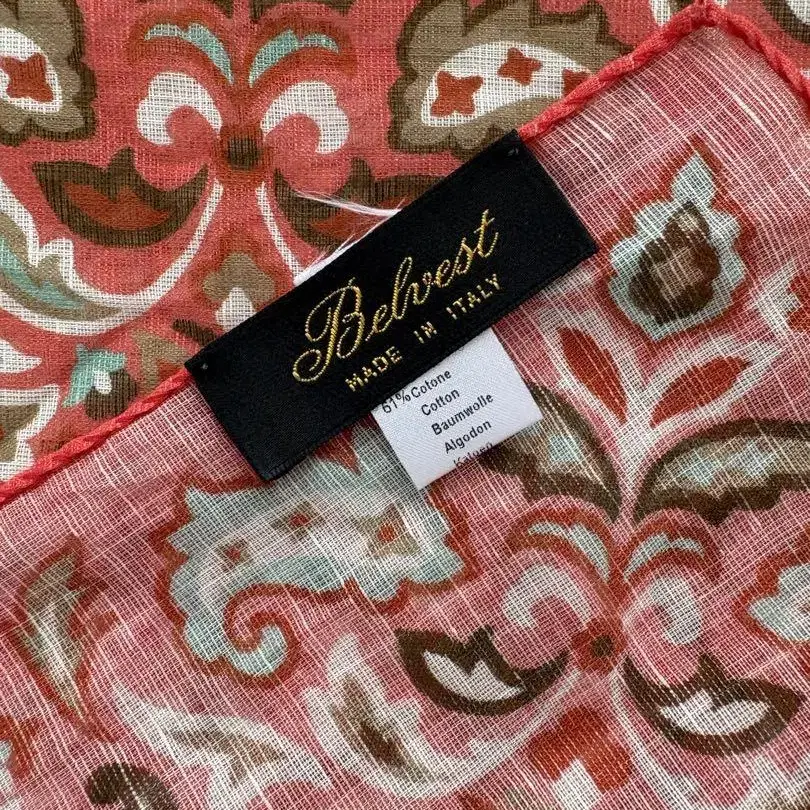 Belvest
MADE IN ITALY
61% Cotone
Cotton
Baumwolle
Algodon